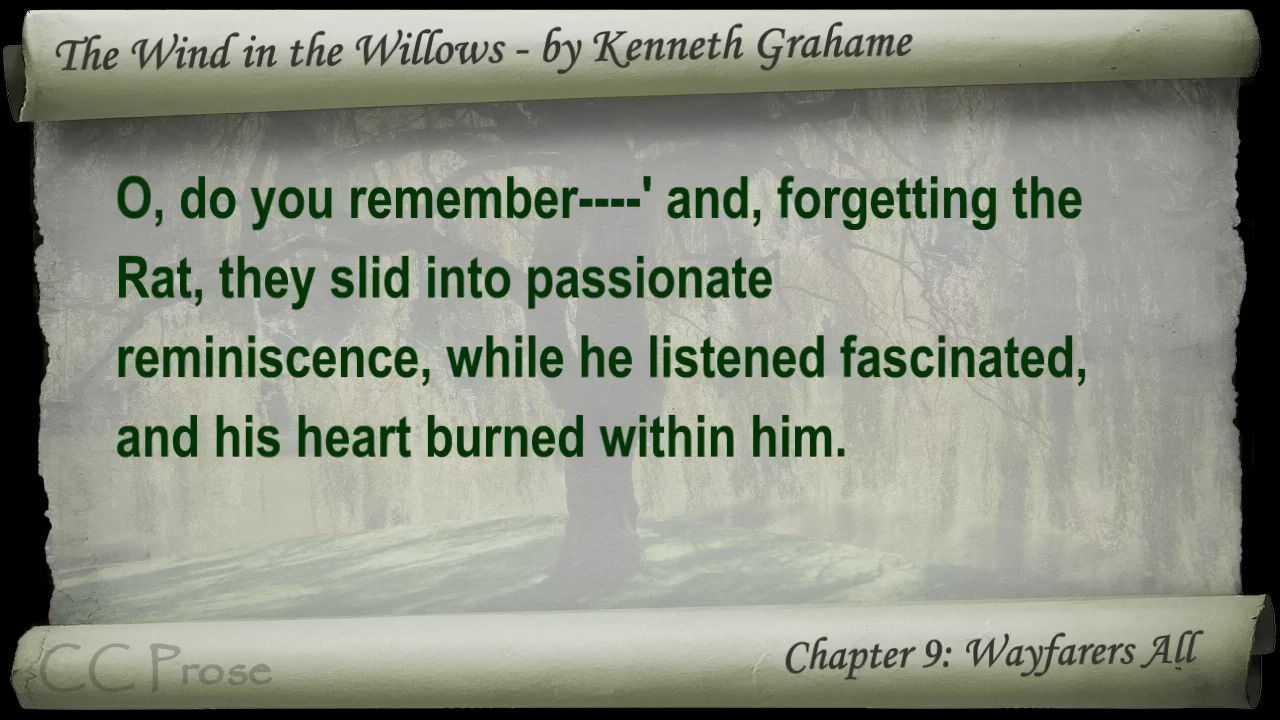 The Wind in the Willows - by Kenneth Grahame
O, do you remember----' and, forgetting the
Rat, they slid into passionate
reminiscence, while he listened fascinated,
and his heart burned within him.
CC Prose
Chapter 9: Wayfarers All